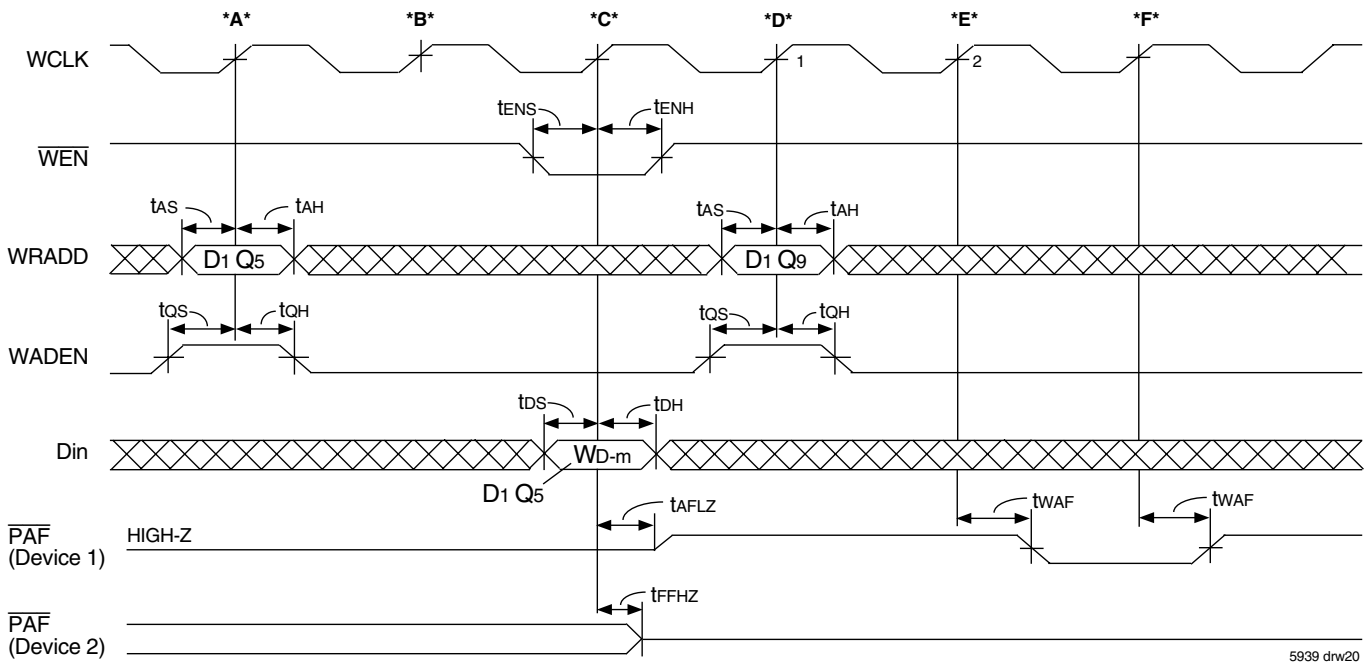 *A* *B* *C* *D* *E* *F*
WCLK 1 2
tENS tENH
WEN
tAS tAH tAS tAH
WRADD D1 Q5 D1 Q9
tQS tQH tQS tQH
WADEN
tDS tDH
Din WD-m
D1 Q5
tAFLZ tWAF tWAF
PAF HIGH-Z
(Device 1)
tFFHZ
PAF
(Device 2)
5939 drw20